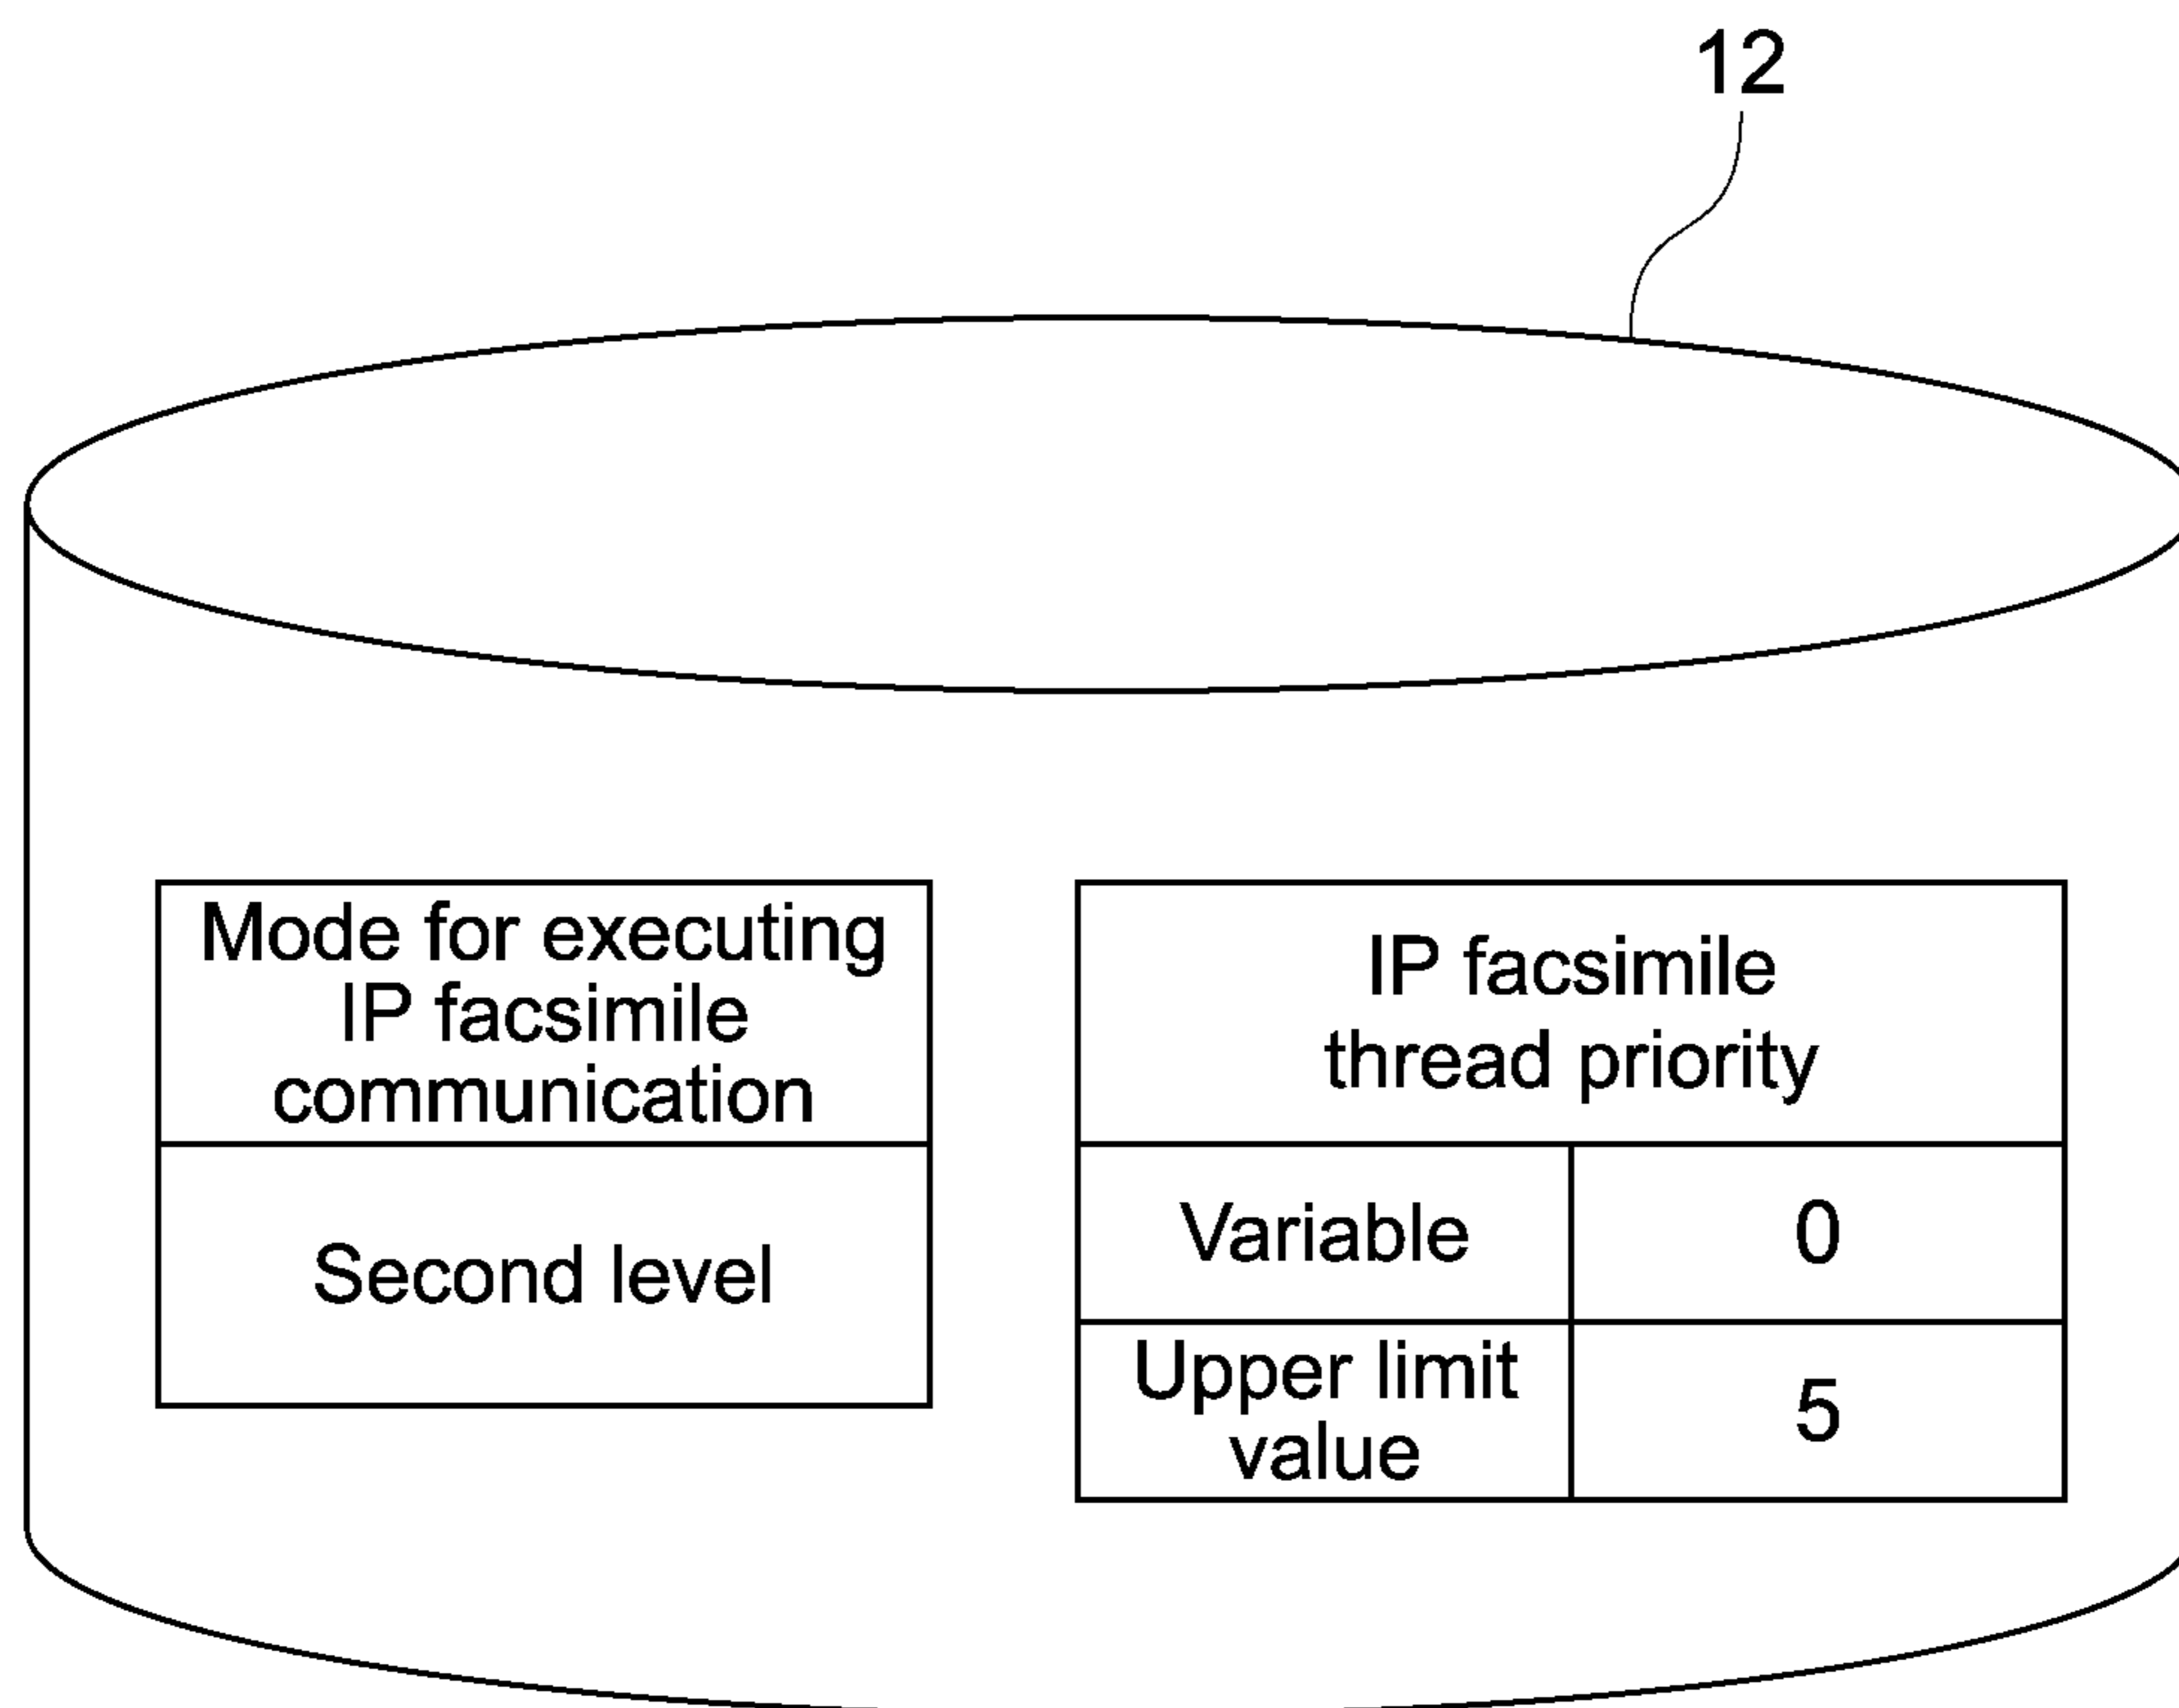 12
Mode for executing
IP facsimile
communication
Second level
IP facsimile
thread priority
Variable
0
Upper limit
value
5